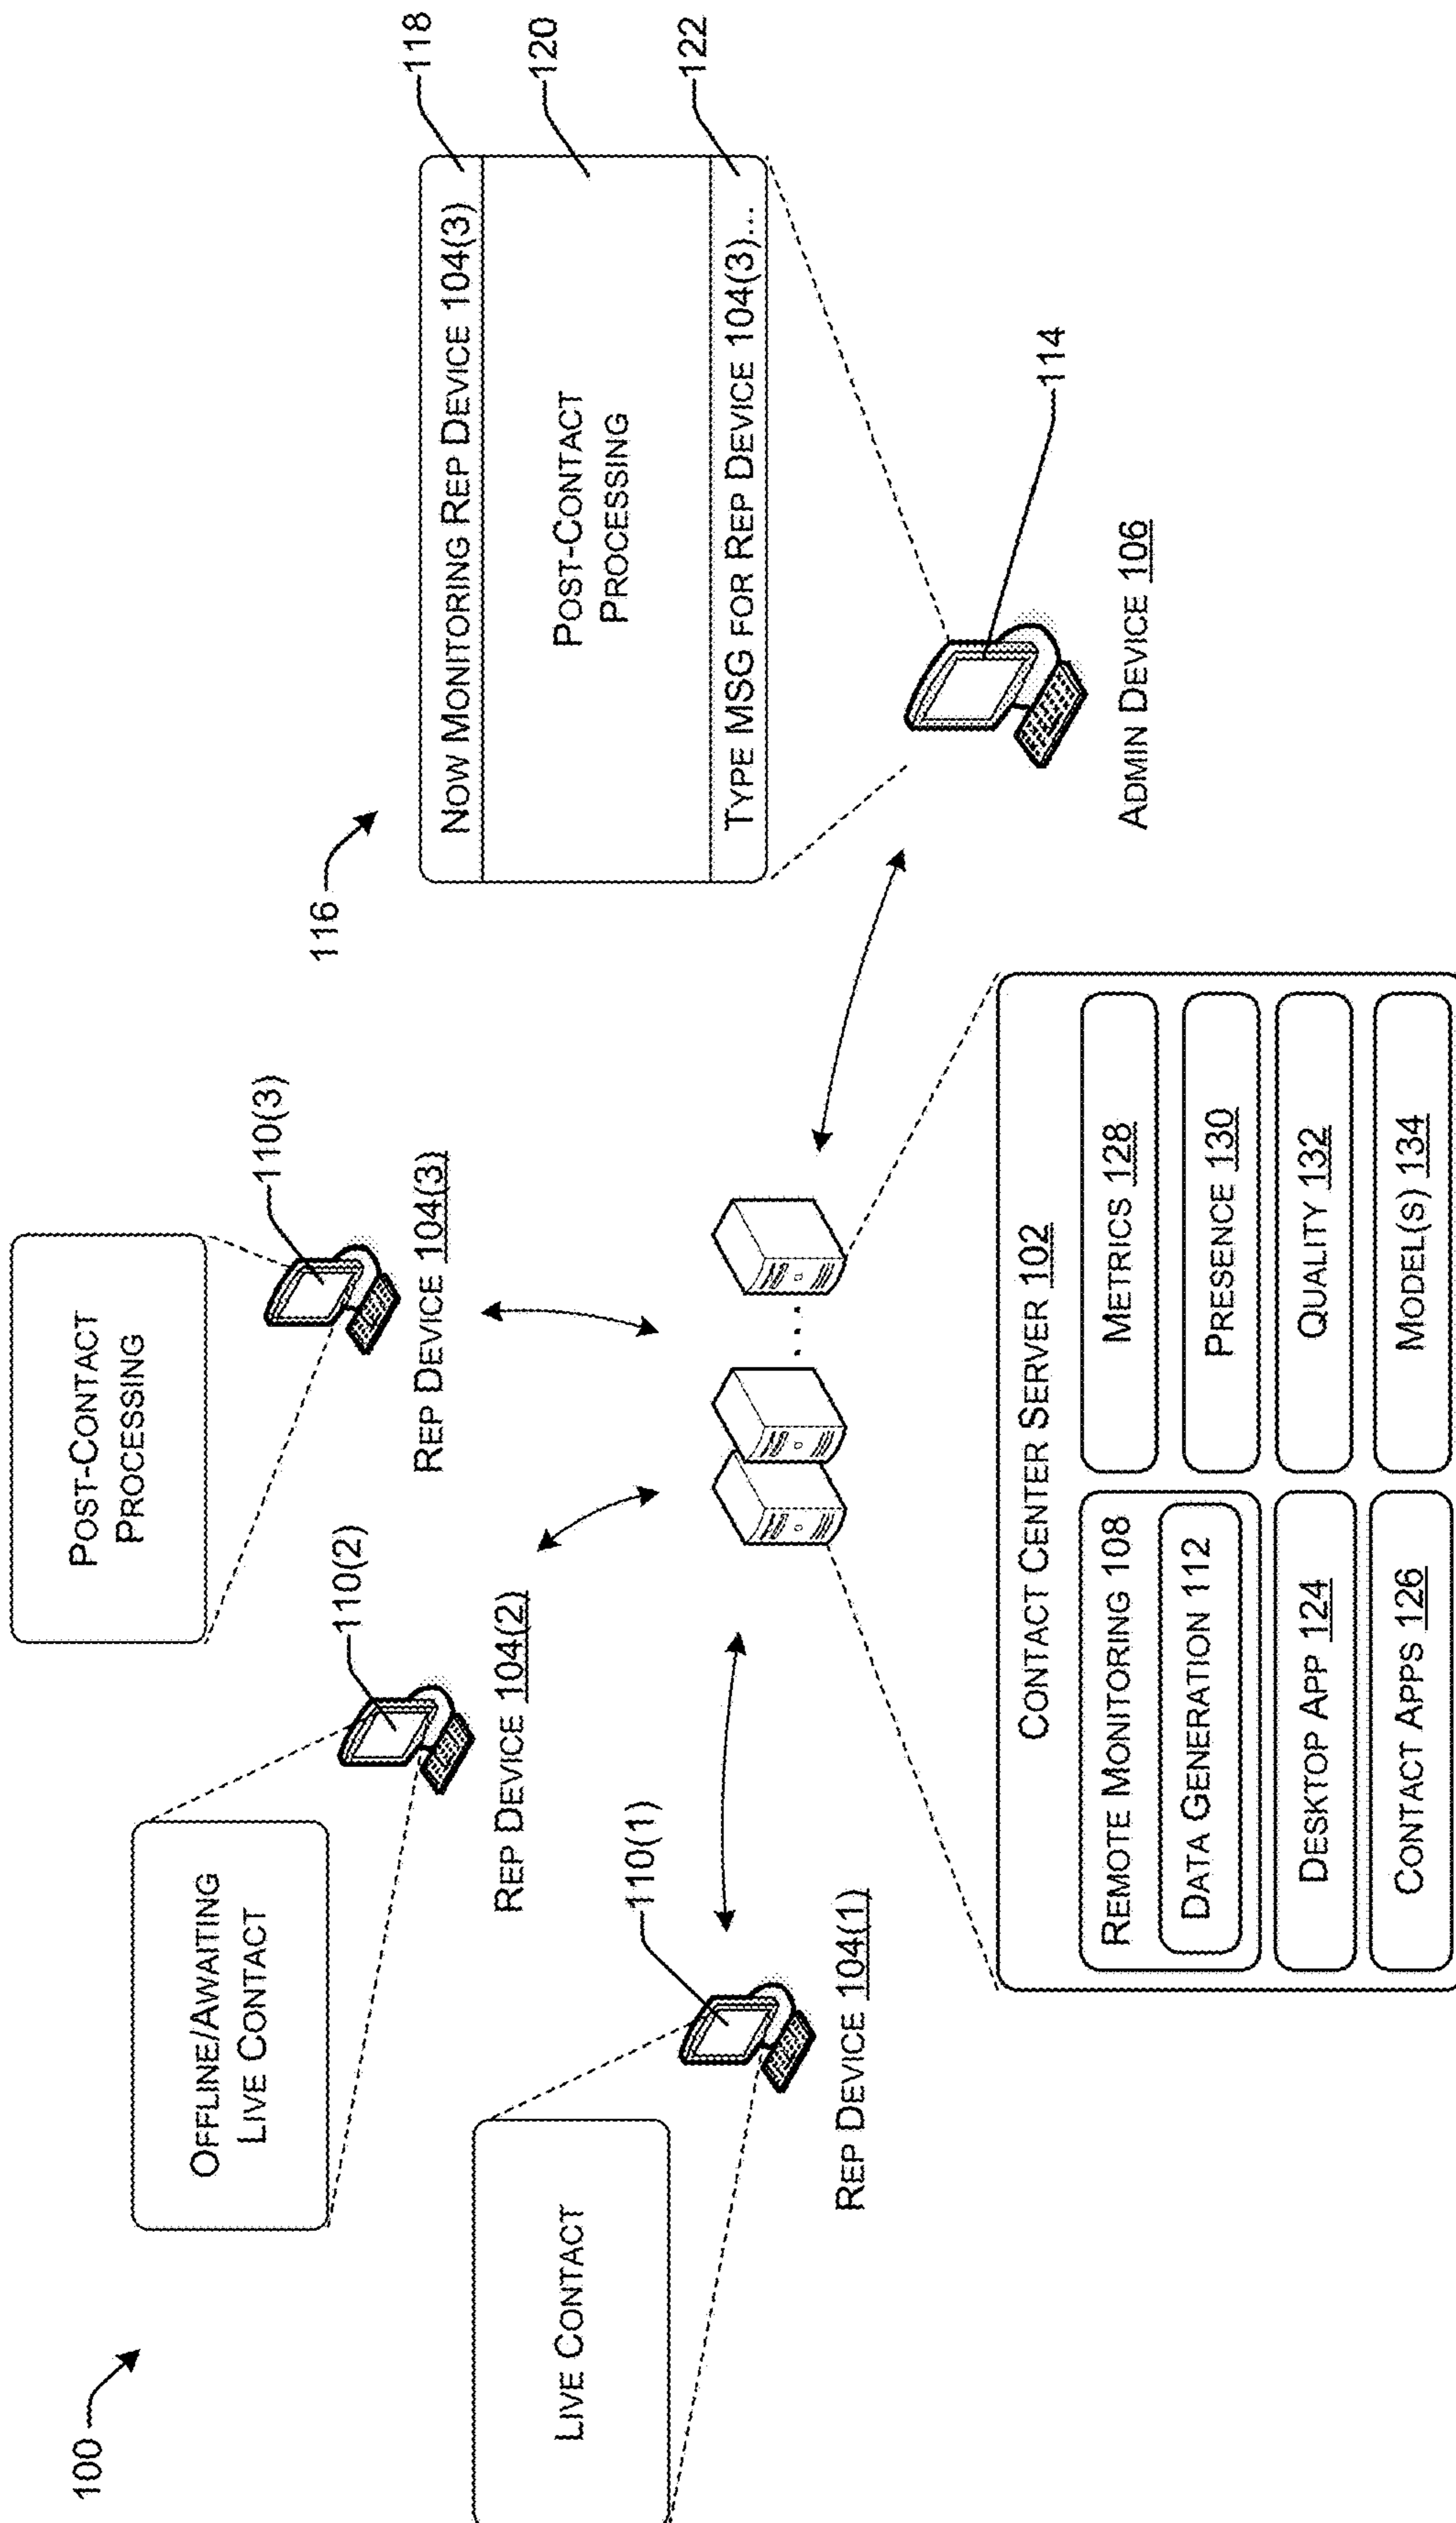 100
POST-CONTACT
PROCESSING
110(3)
REP DEVICE 104(3)
OFFLINE/AWAITING
LIVE CONTACT
110(2)
REP DEVICE 104(2)
LIVE CONTACT
110(1)
REP DEVICE 104(1)
116
NOW MONITORING REP DEVICE 104(3)
118
POST-CONTACT
PROCESSING
120
TYPE MSG FOR REP DEVICE 104(3)...
122
114
ADMIN DEVICE 106
CONTACT CENTER SERVER 102
REMOTE MONITORING 108
DATA GENERATION 112
DESKTOP APP 124
CONTACT APPS 126
METRICS 128
PRESENCE 130
QUALITY 132
MODEL(S) 134